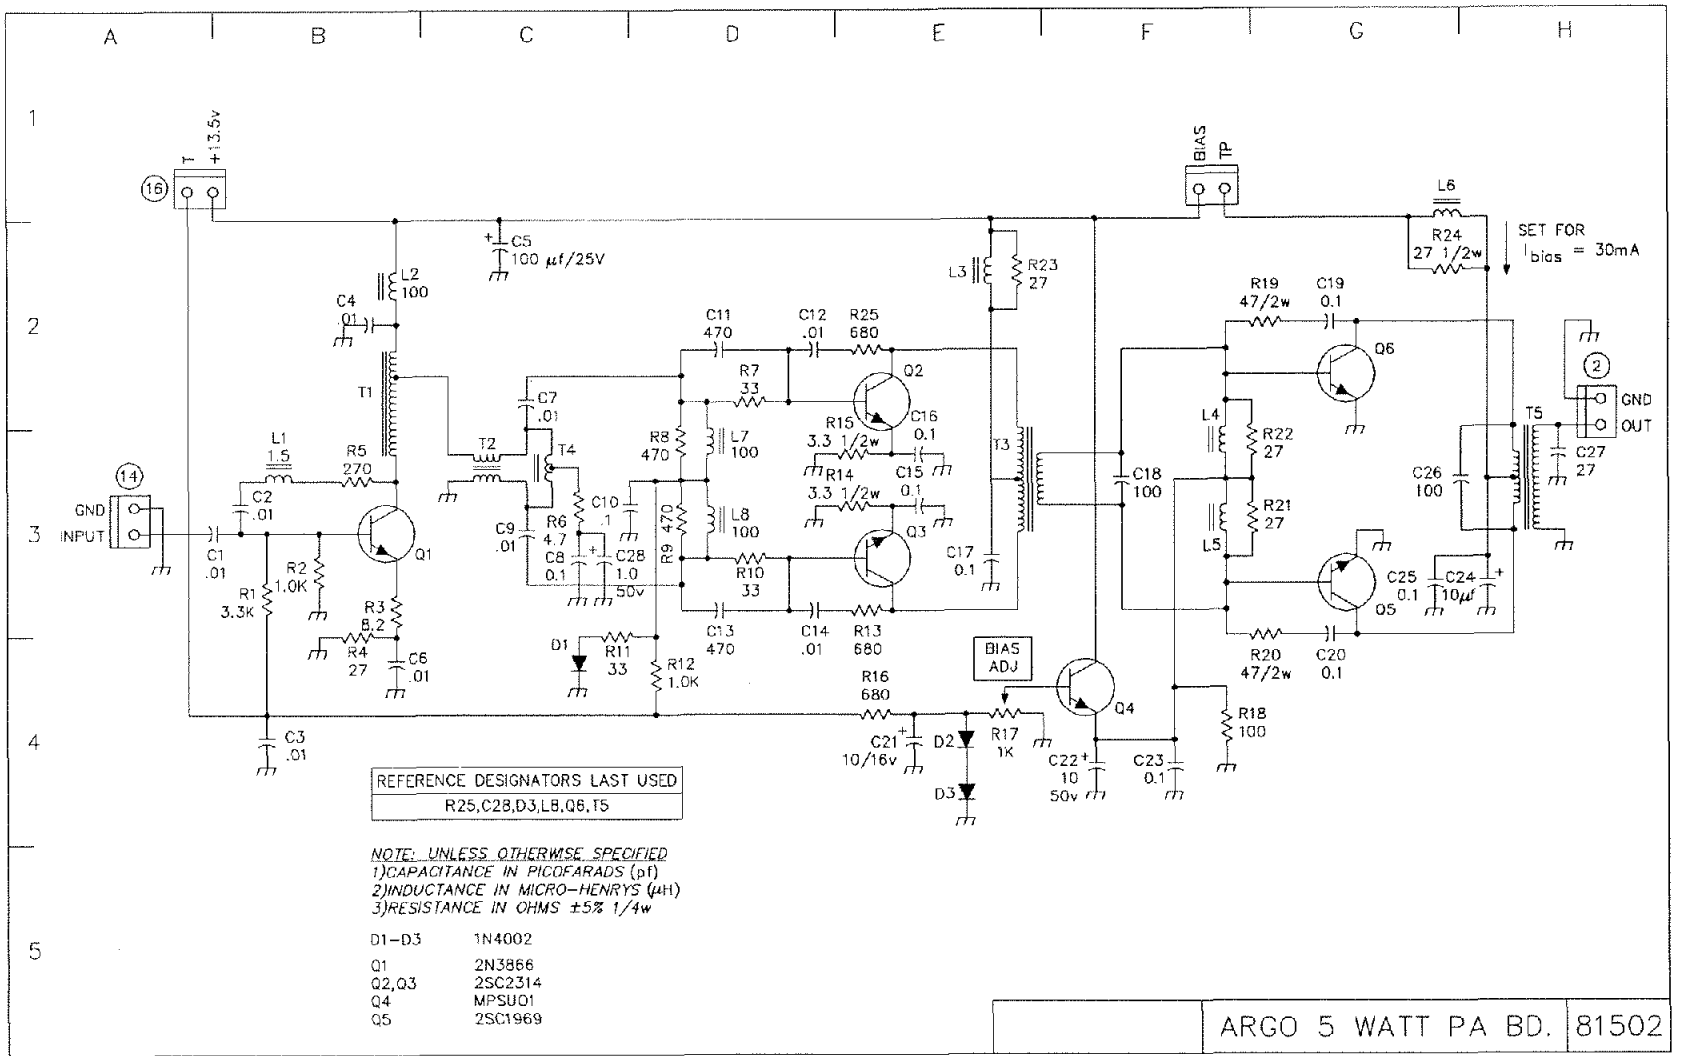 A B C D E F G H
1
2
3
4
5
T
+13.5v
16
BIAS
TP
L6
R24
27 1/2w
SET FOR
Ibias = 30mA
C5
100 µf/25V
L2
100
C4
.01
T1
L3
R23
27
C11
470
C12
.01
R25
680
R19
47/2w
C19
0.1
Q6
2
GND
OUT
T5
C27
27
C26
100
R7
33
Q2
C7
.01
R15
3.3 1/2w
C16
0.1
L4
R22
27
L1
1.5
R5
270
T2
T4
R8
470
L7
100
T3
C18
100
14
GND
INPUT
C2
.01
R14
3.3 1/2w
C15
0.1
C1
.01
Q1
C9
.01
R6
4.7
C10
.1
R9 470
L8
100
Q3
R21
27
L5
C8
0.1
C28
1.0
50v
R10
33
C17
0.1
C25
0.1
C24
10µf
Q5
R1
3.3K
R2
1.0K
R3
8.2
R4
27
C6
.01
D1
R11
33
R12
1.0K
C13
470
C14
.01
R13
680
BIAS
ADJ
R20
47/2w
C20
0.1
R16
680
Q4
C3
.01
C21
10/16v
D2
R17
1K
R18
100
D3
C22
10
50v
C23
0.1
REFERENCE DESIGNATORS LAST USED
R25,C28,D3,L8,Q6,T5
NOTE: UNLESS OTHERWISE SPECIFIED
1)CAPACITANCE IN PICOFARADS (pf)
2)INDUCTANCE IN MICRO-HENRYS (µH)
3)RESISTANCE IN OHMS ±5% 1/4w
D1-D3 1N4002
Q1 2N3866
Q2,Q3 2SC2314
Q4 MPSU01
Q5 2SC1969
ARGO 5 WATT PA BD. 81502